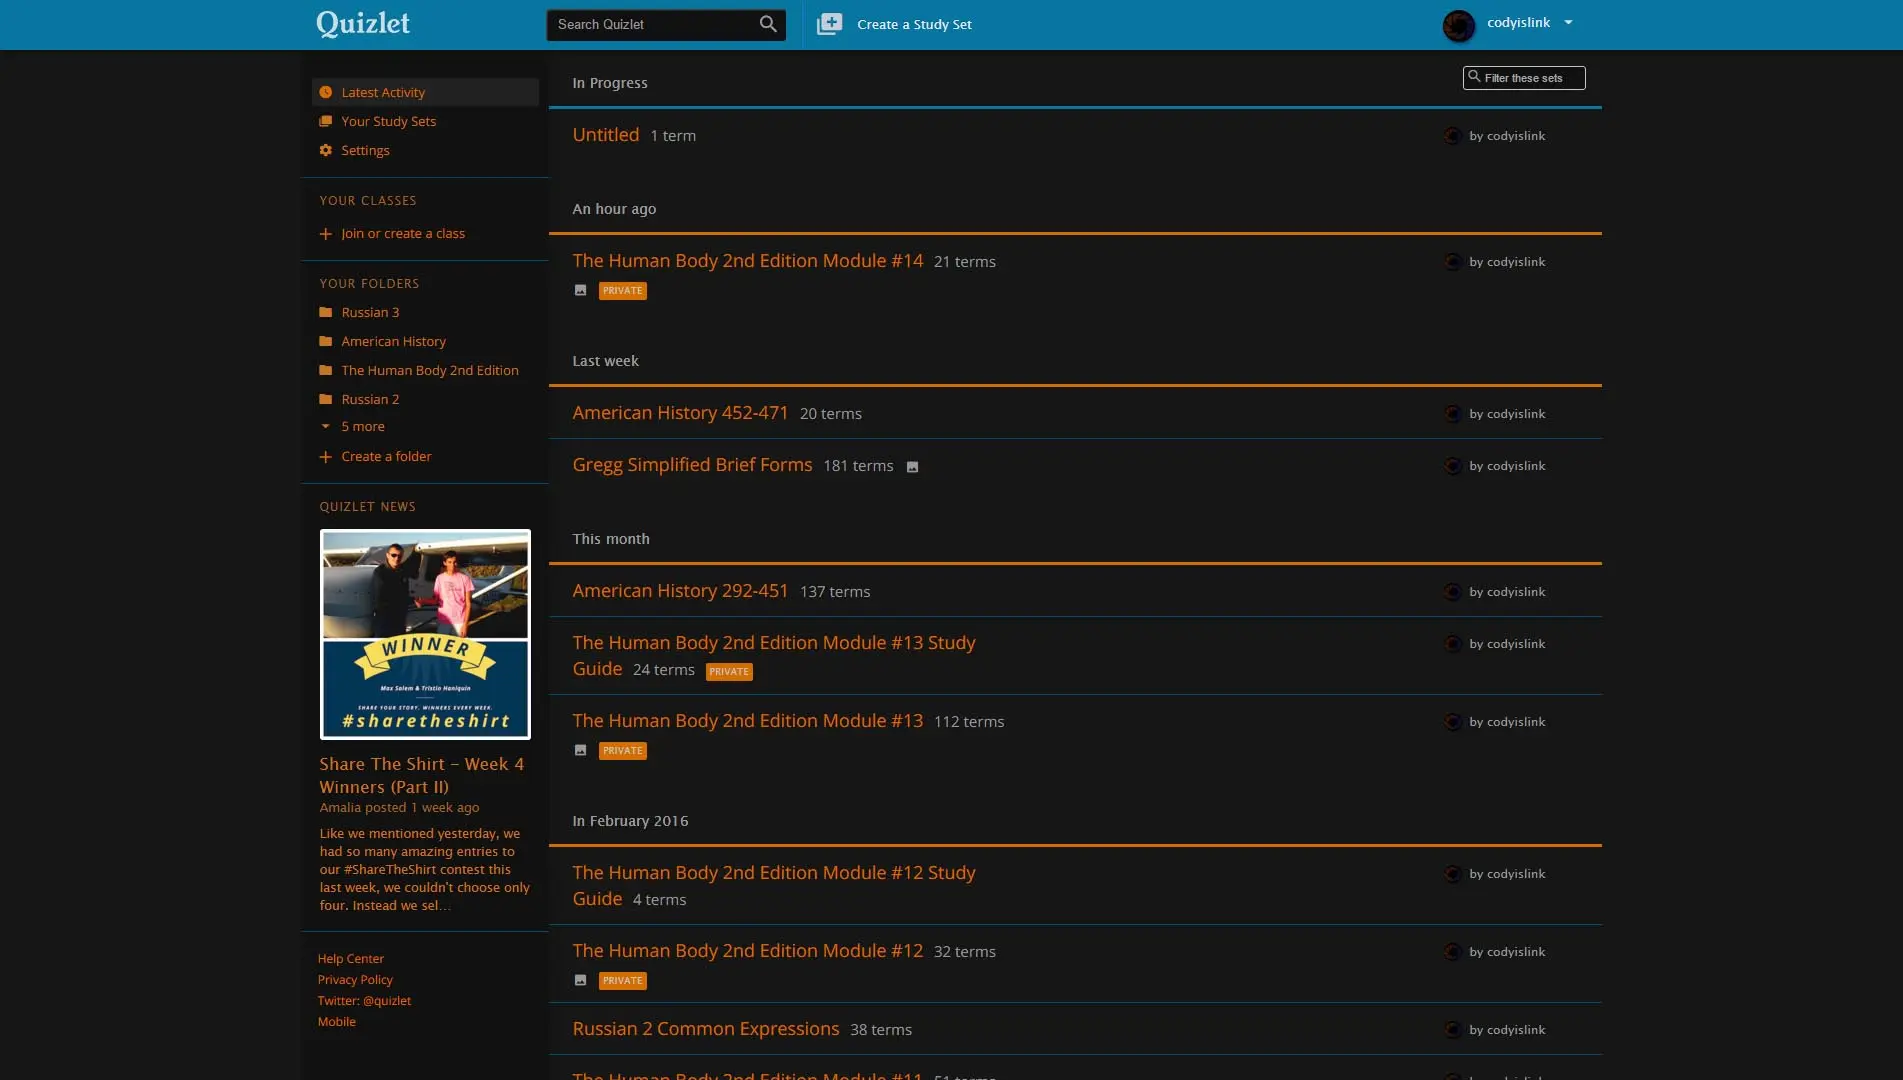 Quizlet
Search Quizlet
Create a Study Set
codyislink
Latest Activity
Your Study Sets
Settings
YOUR CLASSES
Join or create a class
YOUR FOLDERS
Russian 3
American History
The Human Body 2nd Edition
Russian 2
5 more
Create a folder
QUIZLET NEWS
WINNER
Max Salem & Tristin Haniquin
SHARE YOUR STORY. WINNERS EVERY WEEK.
#sharetheshirt
Share The Shirt – Week 4
Winners (Part II)
Amalia posted 1 week ago
Like we mentioned yesterday, we
had so many amazing entries to
our #ShareTheShirt contest this
last week, we couldn't choose only
four. Instead we sel…
Help Center
Privacy Policy
Twitter: @quizlet
Mobile
In Progress
Filter these sets
Untitled 1 term by codyislink
An hour ago
The Human Body 2nd Edition Module #14 21 terms by codyislink
PRIVATE
Last week
American History 452-471 20 terms by codyislink
Gregg Simplified Brief Forms 181 terms by codyislink
This month
American History 292-451 137 terms by codyislink
The Human Body 2nd Edition Module #13 Study by codyislink
Guide 24 terms PRIVATE
The Human Body 2nd Edition Module #13 112 terms by codyislink
PRIVATE
In February 2016
The Human Body 2nd Edition Module #12 Study by codyislink
Guide 4 terms
The Human Body 2nd Edition Module #12 32 terms by codyislink
PRIVATE
Russian 2 Common Expressions 38 terms by codyislink
The Human Body 2nd Edition Module #11 51 terms by codyislink